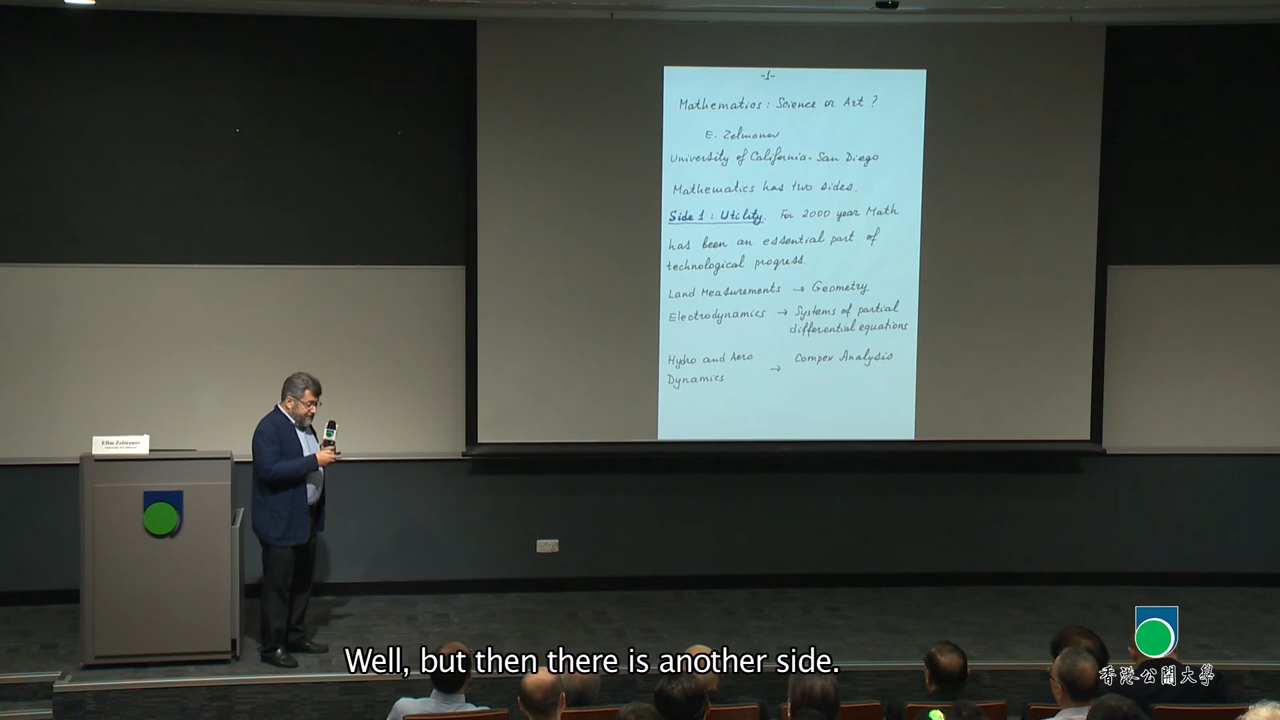 -1-
Mathematics: Science or Art?
E. Zelmanov
University of California - San Diego
Mathematics has two sides.
Side 1: Utility. For 2000 year Math
has been an essential part of
technological progress.
Land Measurements → Geometry
Electrodynamics → Systems of partial
differential equations
Hydro and Aero → Compex Analysis
Dynamics
Efim Zelmanov
Well, but then there is another side.
香港公開大學